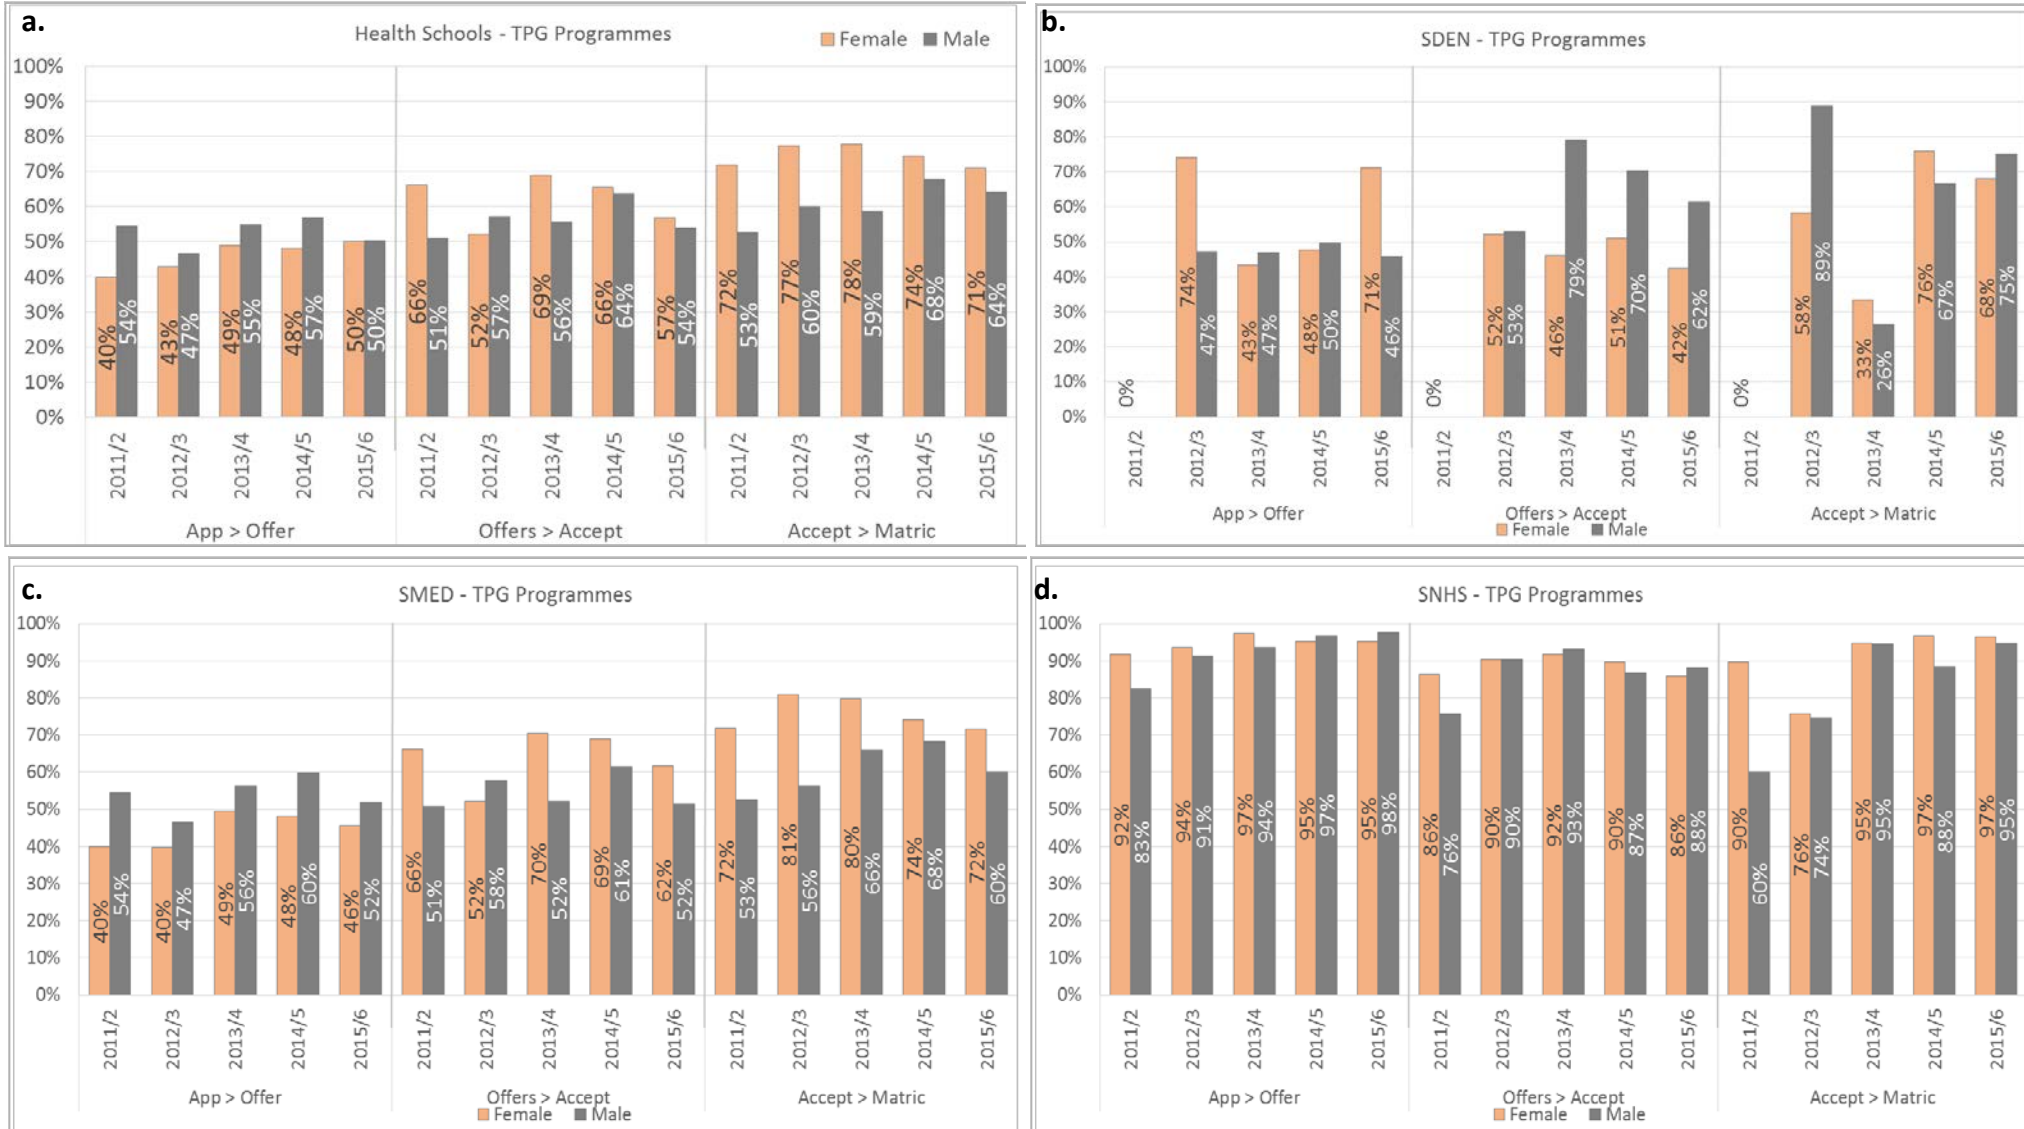 a.
Health Schools - TPG Programmes
Female Male
100%
90%
80%
70%
60%
50%
40%
30%
20%
10%
0%
40% 54% 43% 47% 49% 55% 48% 57% 50% 50%
66% 51% 52% 57% 69% 56% 66% 64% 57% 54%
72% 53% 77% 60% 78% 59% 74% 68% 71% 64%
2011/2 2012/3 2013/4 2014/5 2015/6 2011/2 2012/3 2013/4 2014/5 2015/6 2011/2 2012/3 2013/4 2014/5 2015/6
App > Offer Offers > Accept Accept > Matric
b.
SDEN - TPG Programmes
100%
90%
80%
70%
60%
50%
40%
30%
20%
10%
0%
0% 74% 47% 43% 47% 48% 50% 71% 46%
0% 52% 53% 46% 79% 51% 70% 42% 62%
0% 58% 89% 33% 26% 76% 67% 68% 75%
2011/2 2012/3 2013/4 2014/5 2015/6 2011/2 2012/3 2013/4 2014/5 2015/6 2011/2 2012/3 2013/4 2014/5 2015/6
App > Offer Offers > Accept Accept > Matric
Female Male
c.
SMED - TPG Programmes
100%
90%
80%
70%
60%
50%
40%
30%
20%
10%
0%
40% 54% 40% 47% 49% 56% 48% 60% 46% 52%
66% 51% 52% 58% 70% 52% 69% 61% 62% 52%
72% 53% 81% 56% 80% 66% 74% 68% 72% 60%
2011/2 2012/3 2013/4 2014/5 2015/6 2011/2 2012/3 2013/4 2014/5 2015/6 2011/2 2012/3 2013/4 2014/5 2015/6
App > Offer Offers > Accept Accept > Matric
Female Male
d.
SNHS - TPG Programmes
100%
90%
80%
70%
60%
50%
40%
30%
20%
10%
0%
92% 83% 94% 91% 97% 94% 95% 97% 95% 98%
86% 76% 90% 90% 92% 93% 90% 87% 86% 88%
90% 60% 76% 74% 95% 95% 97% 88% 97% 95%
2011/2 2012/3 2013/4 2014/5 2015/6 2011/2 2012/3 2013/4 2014/5 2015/6 2011/2 2012/3 2013/4 2014/5 2015/6
App > Offer Offers > Accept Accept > Matric
Female Male